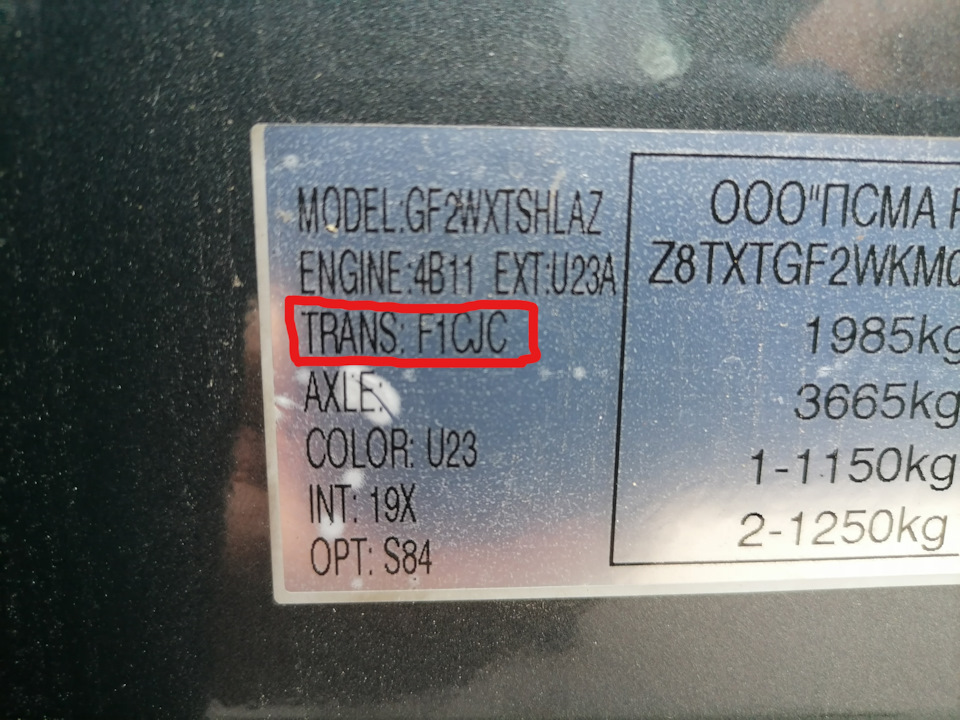 MODEL:GF2WXTSHLAZ
ENGINE:4B11 EXT:U23A
TRANS: F1CJC
AXLE:
COLOR: U23
INT: 19X
OPT: S84
ООО"ПСМА
Z8TXTGF2WKM
1985kg
3665kg
1-1150kg
2-1250kg